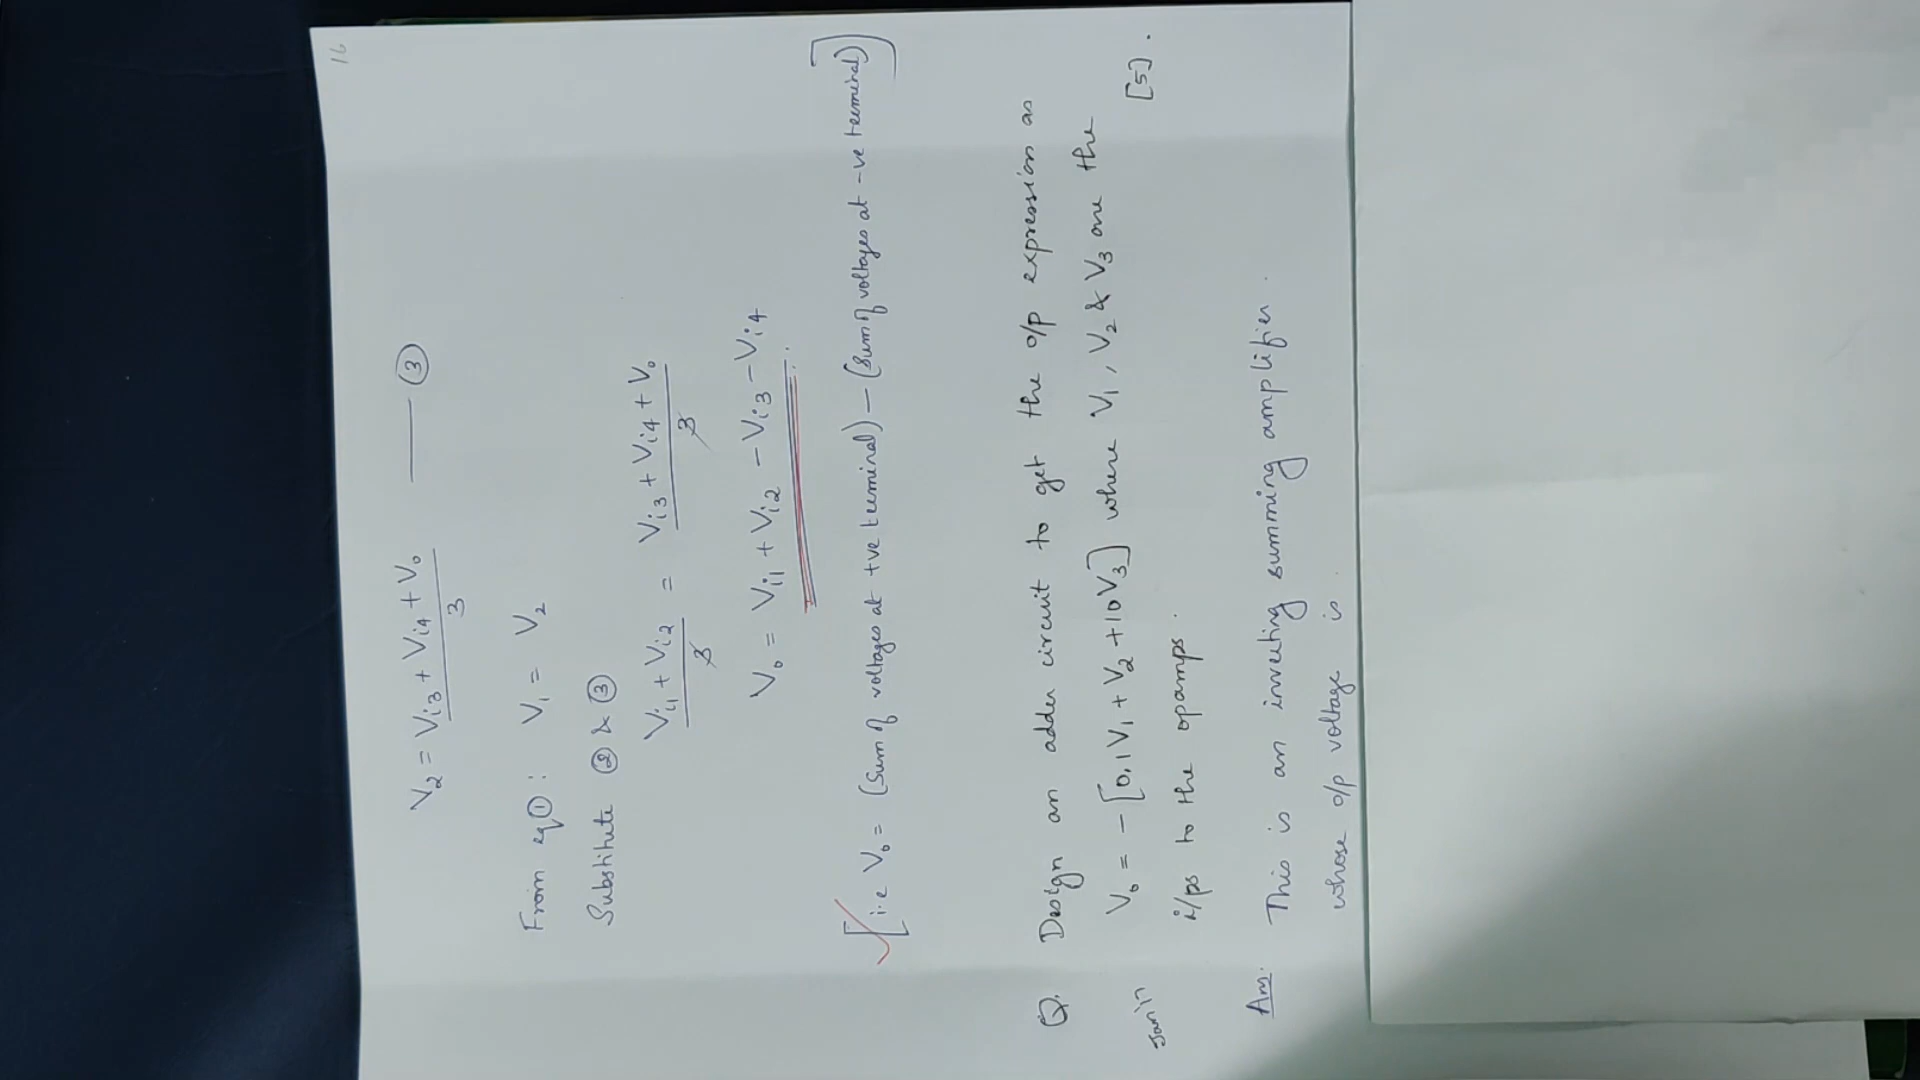 16
V₂ = Vi3 + Vi4 + V₀ / 3 —— ③
From eq①: V₁ = V₂
Substitute ② & ③
Vi1 + Vi2 / 3 = Vi3 + Vi4 + V₀ / 3
V₀ = Vi1 + Vi2 - Vi3 - Vi4
[i.e V₀ = (Sum of voltages at +ve terminal) - (Sum of voltages at -ve terminal)]
Q. Design an adder circuit to get the o/p expression as
Jan17 V₀ = -[0.1V₁ + V₂ + 10V₃] where V₁, V₂ & V₃ are the
i/ps to the opamps. [5].
Ans: This is an inverting summing amplifier.
whose o/p voltage is.